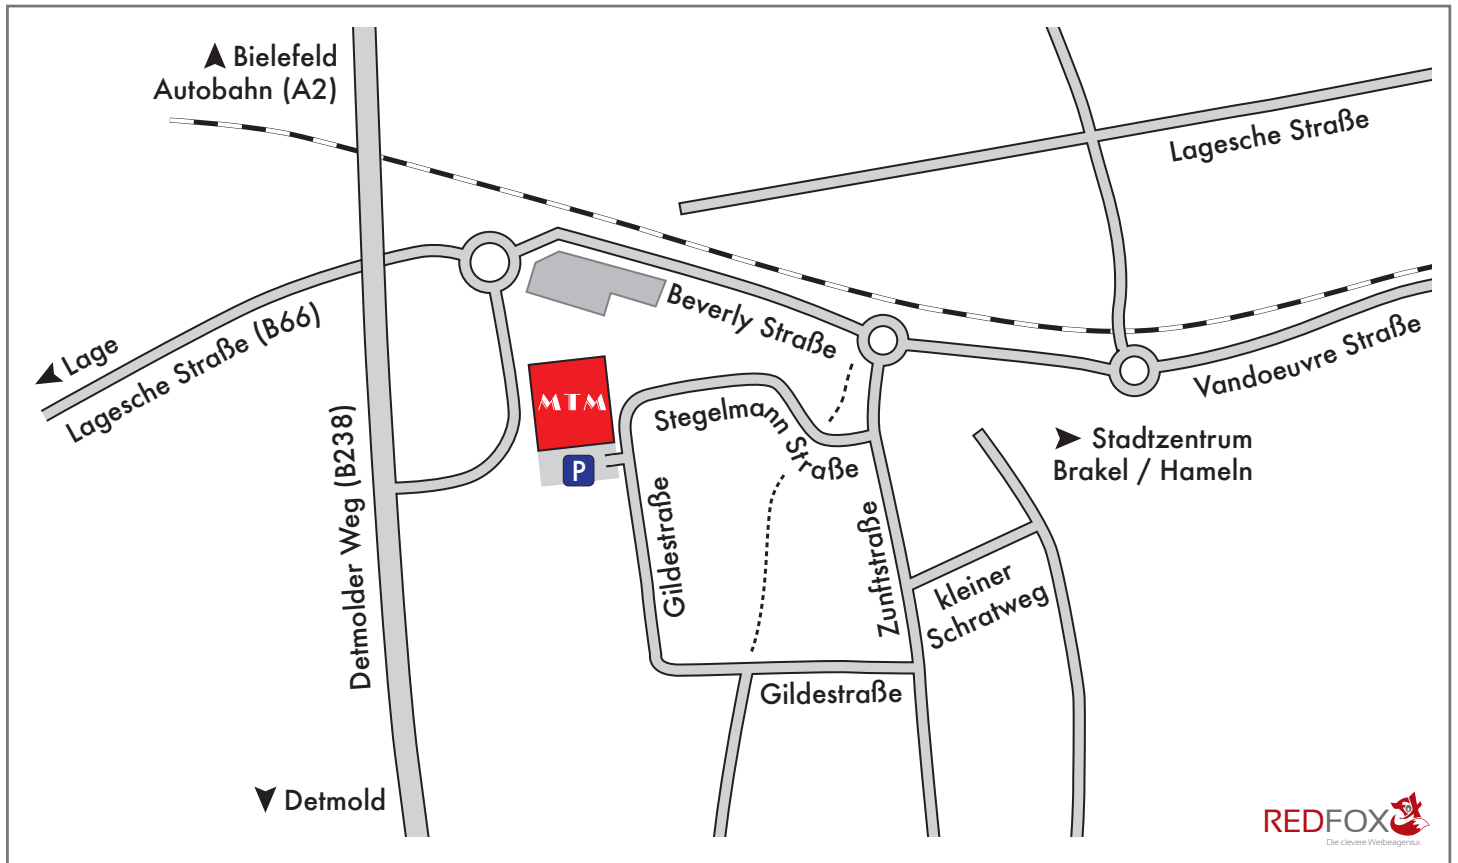 Bielefeld
Autobahn (A2)
Lagesche Straße
Lage
Lagesche Straße (B66)
Beverly Straße
Vandoeuvre Straße
MTM
P
Stegelmann Straße
Stadtzentrum
Brakel / Hameln
Detmolder Weg (B238)
Gildestraße
Zunftstraße
kleiner
Schratweg
Gildestraße
Detmold
REDFOX
Die clevere Werbeagentur.